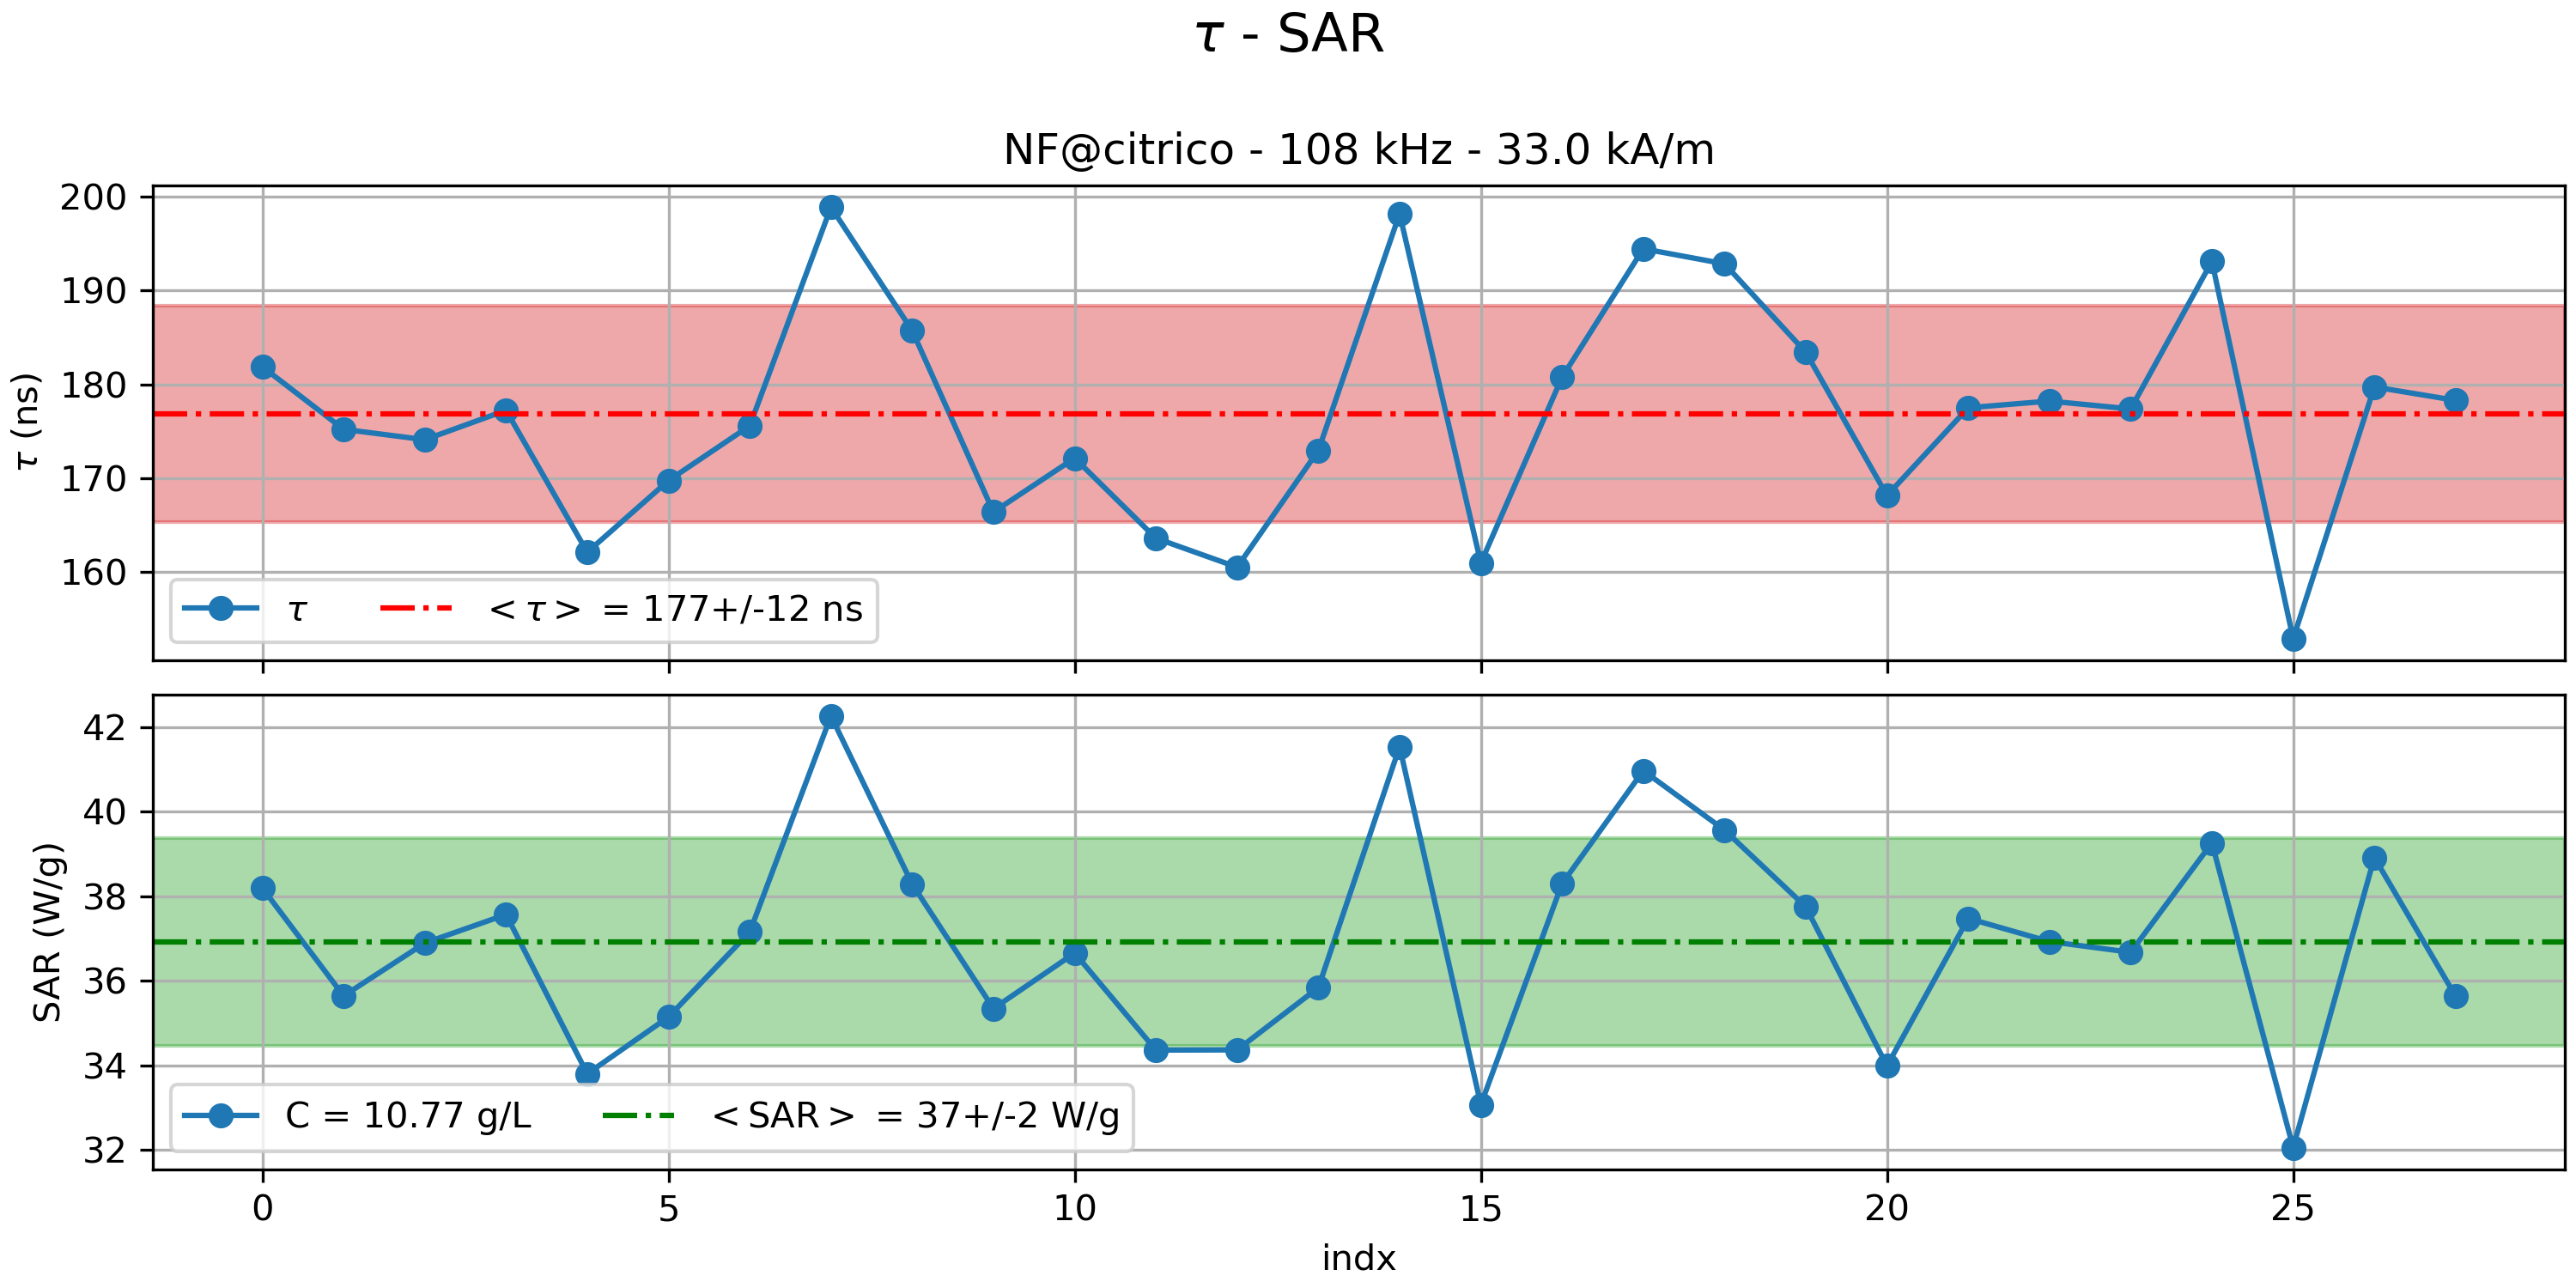 τ - SAR
NF@citrico - 108 kHz - 33.0 kA/m
200
190
180
170
160
τ (ns)
τ
<τ> = 177+/-12 ns
42
40
38
36
34
32
SAR (W/g)
C = 10.77 g/L
<SAR> = 37+/-2 W/g
0 5 10 15 20 25
indx